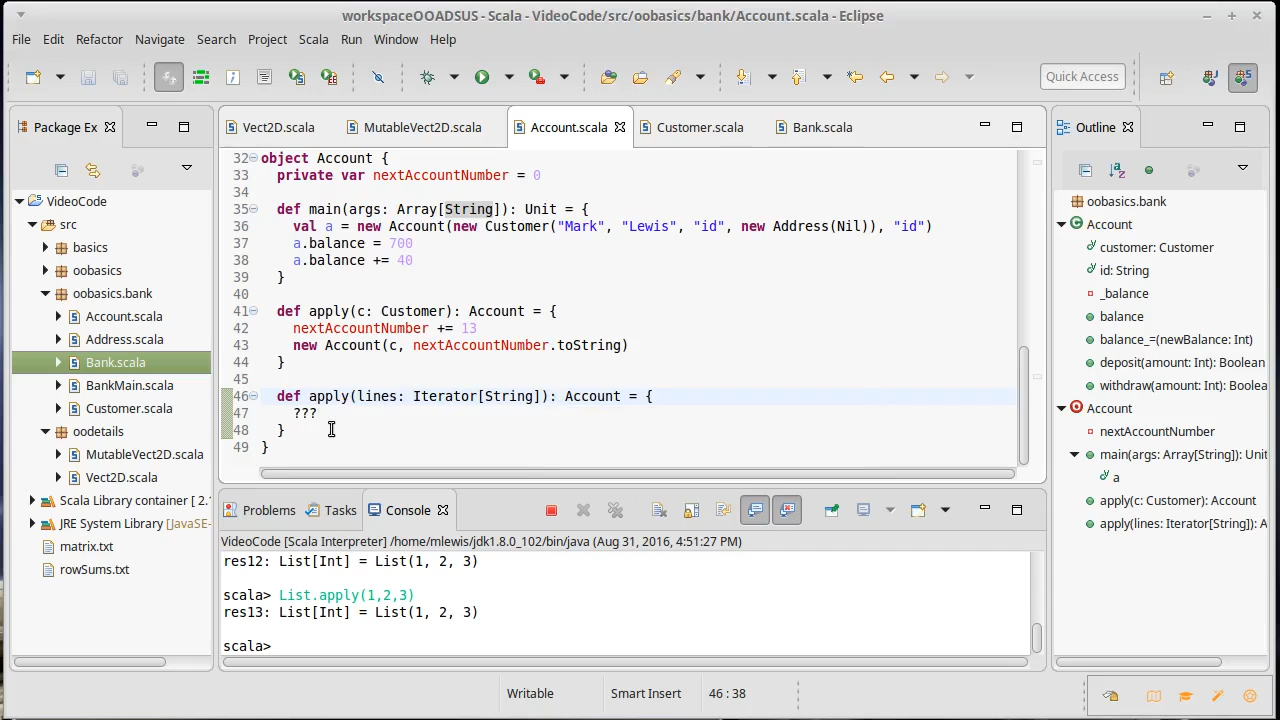 workspaceOOADSUS - Scala - VideoCode/src/oobasics/bank/Account.scala - Eclipse
File Edit Refactor Navigate Search Project Scala Run Window Help
Quick Access
Package Ex
VideoCode
src
basics
oobasics
oobasics.bank
Account.scala
Address.scala
Bank.scala
BankMain.scala
Customer.scala
oodetails
MutableVect2D.scala
Vect2D.scala
Scala Library container [ 2.
JRE System Library [JavaSE-
matrix.txt
rowSums.txt
Vect2D.scala MutableVect2D.scala Account.scala Customer.scala Bank.scala
32 object Account {
33 private var nextAccountNumber = 0
34
35 def main(args: Array[String]): Unit = {
36 val a = new Account(new Customer("Mark", "Lewis", "id", new Address(Nil)), "id")
37 a.balance = 700
38 a.balance += 40
39 }
40
41 def apply(c: Customer): Account = {
42 nextAccountNumber += 13
43 new Account(c, nextAccountNumber.toString)
44 }
45
46 def apply(lines: Iterator[String]): Account = {
47 ???
48 }
49 }
Problems Tasks Console
VideoCode [Scala Interpreter] /home/mlewis/jdk1.8.0_102/bin/java (Aug 31, 2016, 4:51:27 PM)
res12: List[Int] = List(1, 2, 3)
scala> List.apply(1,2,3)
res13: List[Int] = List(1, 2, 3)
scala>
Outline
oobasics.bank
Account
customer: Customer
id: String
_balance
balance
balance_=(newBalance: Int)
deposit(amount: Int): Boolean
withdraw(amount: Int): Boolea
Account
nextAccountNumber
main(args: Array[String]): Unit
a
apply(c: Customer): Account
apply(lines: Iterator[String]): A
Writable Smart Insert 46 : 38